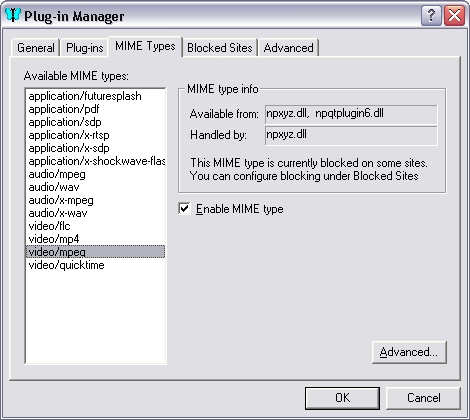 Plug-in Manager
General Plug-ins MIME Types Blocked Sites Advanced
Available MIME types:
application/futuresplash
application/pdf
application/sdp
application/x-rtsp
application/x-sdp
application/x-shockwave-flas
audio/mpeg
audio/wav
audio/x-mpeg
audio/x-wav
video/flc
video/mp4
video/mpeg
video/quicktime
MIME type info
Available from: npxyz.dll, npqtplugin6.dll
Handled by: npxyz.dll
This MIME type is currently blocked on some sites.
You can configure blocking under Blocked Sites
Enable MIME type
Advanced...
OK Cancel